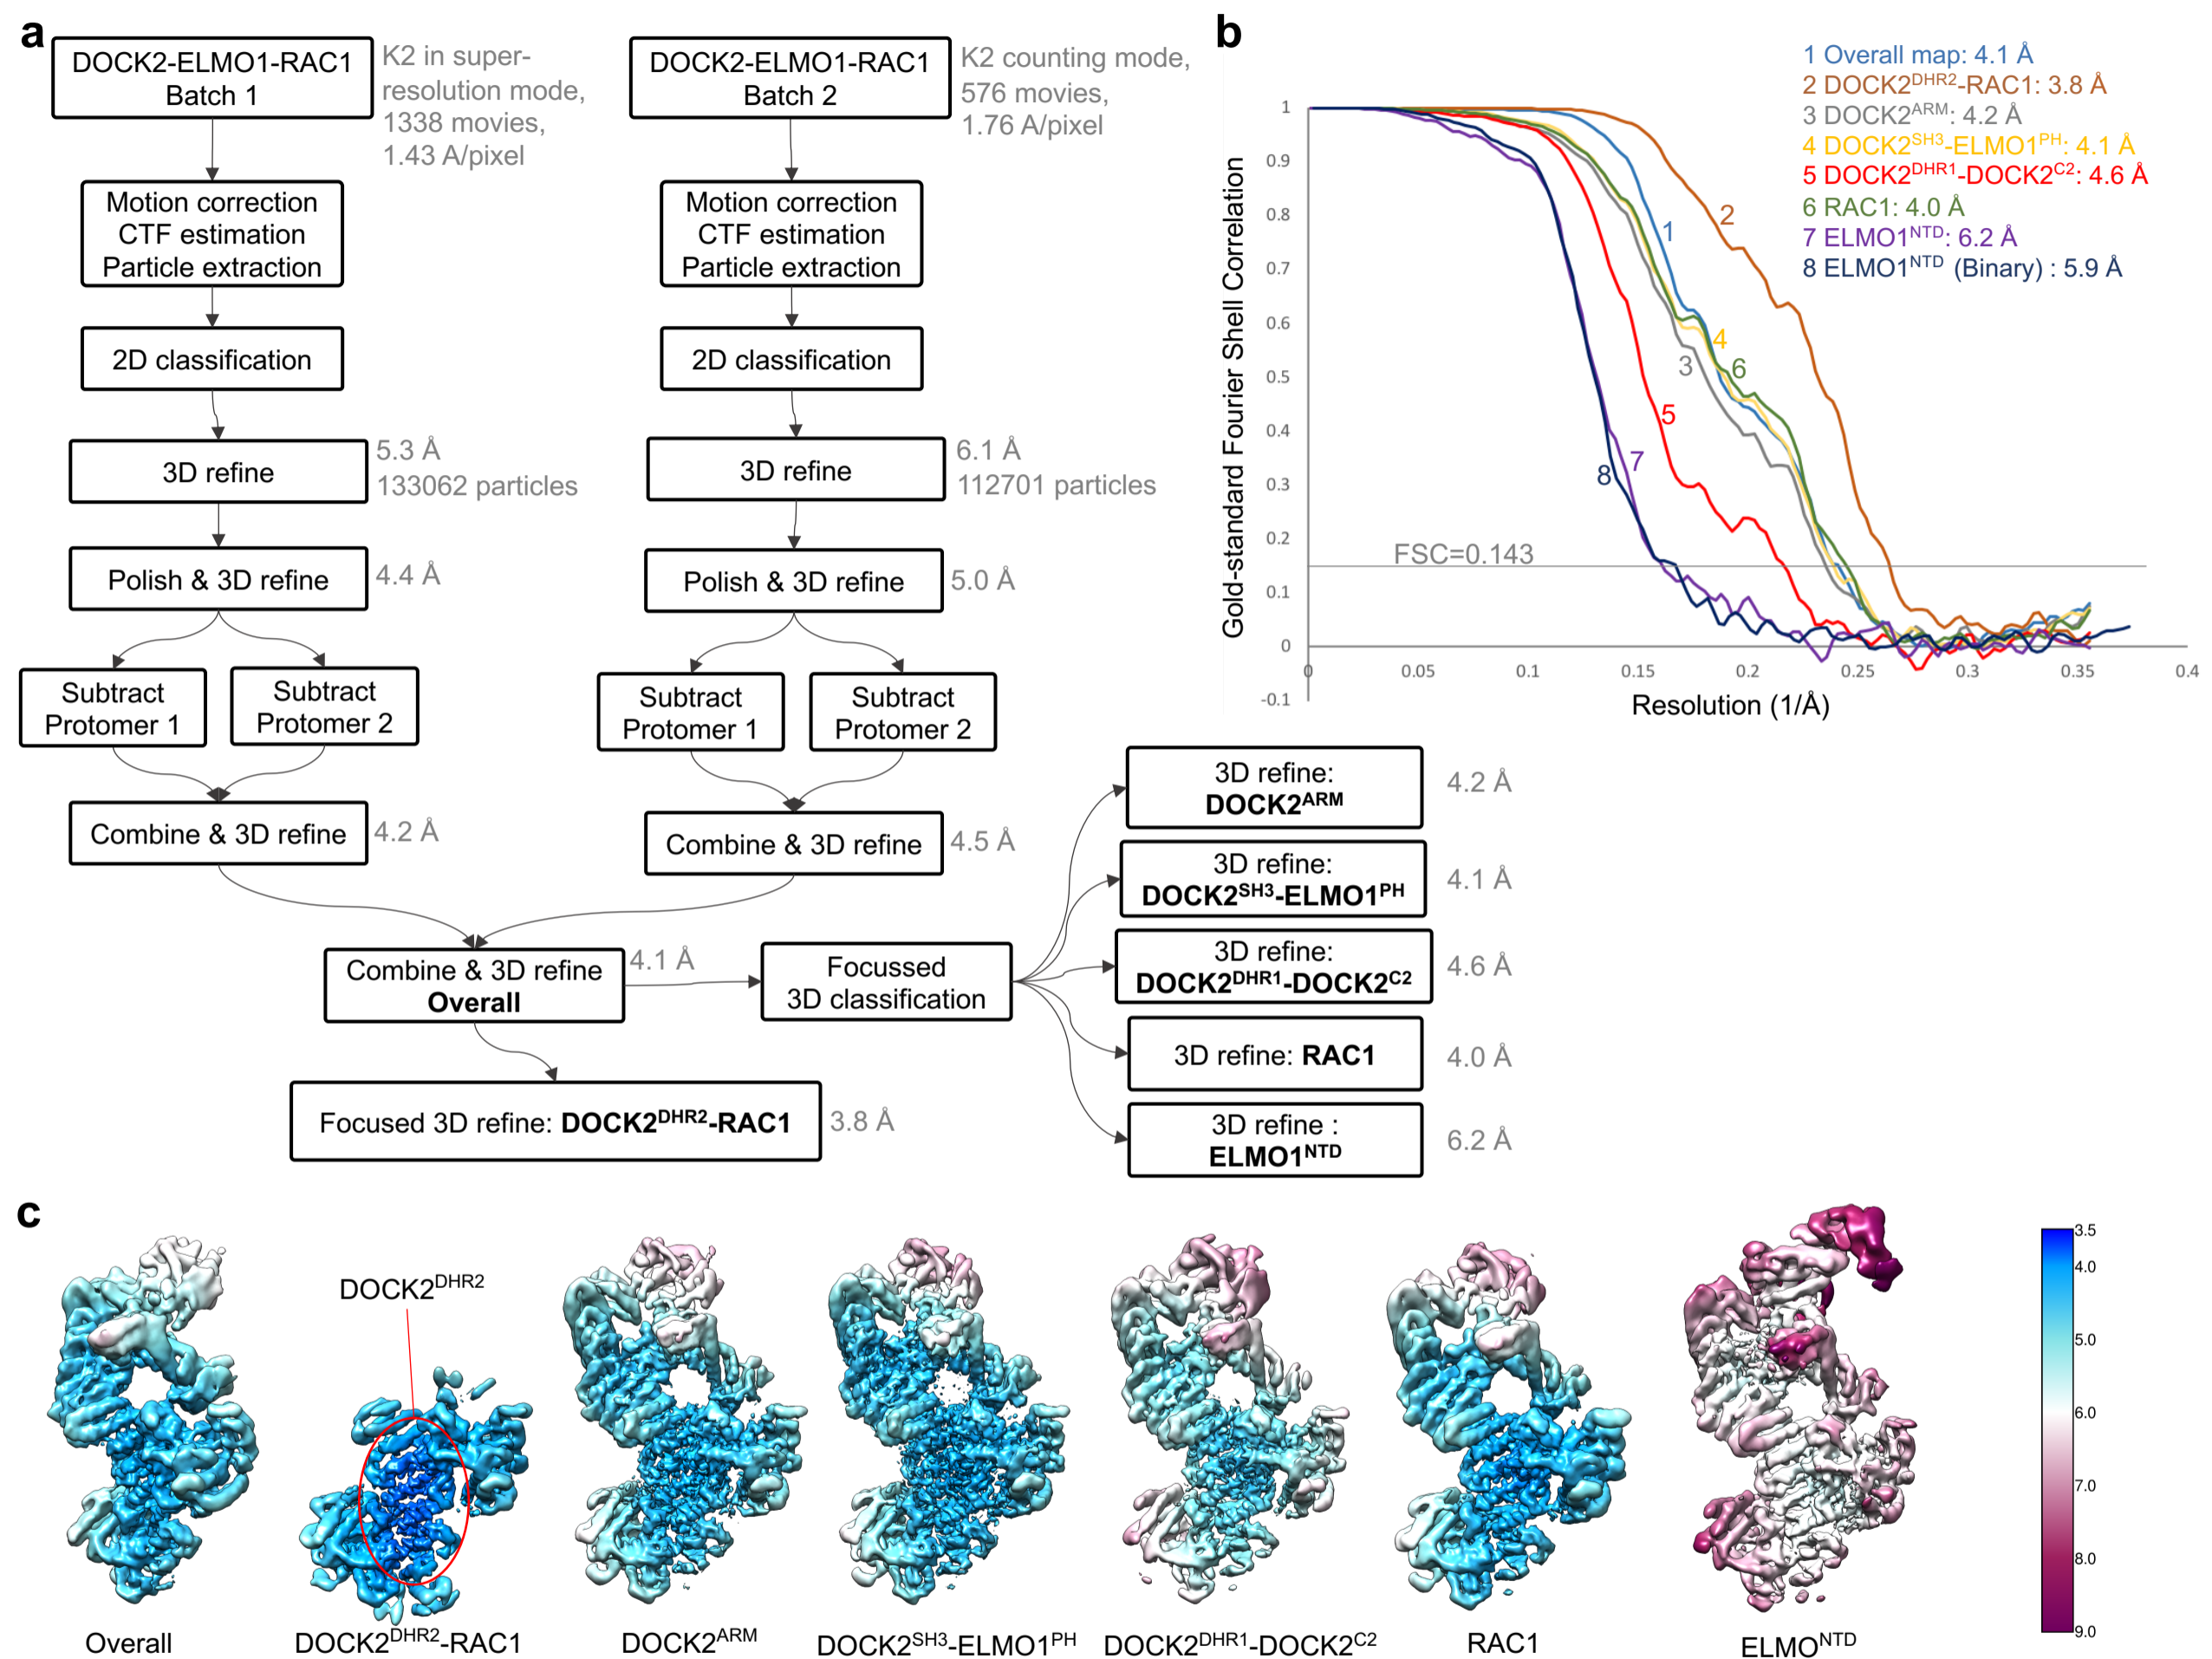 a
DOCK2-ELMO1-RAC1
Batch 1
K2 in super-
resolution mode,
1338 movies,
1.43 A/pixel
Motion correction
CTF estimation
Particle extraction
2D classification
3D refine
5.3 Å
133062 particles
Polish & 3D refine
4.4 Å
Subtract
Protomer 1
Subtract
Protomer 2
Combine & 3D refine
4.2 Å
DOCK2-ELMO1-RAC1
Batch 2
K2 counting mode,
576 movies,
1.76 A/pixel
Motion correction
CTF estimation
Particle extraction
2D classification
3D refine
6.1 Å
112701 particles
Polish & 3D refine
5.0 Å
Subtract
Protomer 1
Subtract
Protomer 2
Combine & 3D refine
4.5 Å
Combine & 3D refine
Overall
4.1 Å
Focussed
3D classification
Focused 3D refine: DOCK2DHR2-RAC1
3.8 Å
3D refine:
DOCK2ARM
4.2 Å
3D refine:
DOCK2SH3-ELMO1PH
4.1 Å
3D refine:
DOCK2DHR1-DOCK2C2
4.6 Å
3D refine: RAC1
4.0 Å
3D refine :
ELMO1NTD
6.2 Å
b
1 Overall map: 4.1 Å
2 DOCK2DHR2-RAC1: 3.8 Å
3 DOCK2ARM: 4.2 Å
4 DOCK2SH3-ELMO1PH: 4.1 Å
5 DOCK2DHR1-DOCK2C2: 4.6 Å
6 RAC1: 4.0 Å
7 ELMO1NTD: 6.2 Å
8 ELMO1NTD (Binary) : 5.9 Å
Gold-standard Fourier Shell Correlation
1
0.9
0.8
0.7
0.6
0.5
0.4
0.3
0.2
0.1
0
-0.1
2
1
4
3
6
5
7
8
FSC=0.143
0
0.05
0.1
0.15
0.2
0.25
0.3
0.35
0.4
Resolution (1/Å)
c
DOCK2DHR2
Overall
DOCK2DHR2-RAC1
DOCK2ARM
DOCK2SH3-ELMO1PH
DOCK2DHR1-DOCK2C2
RAC1
ELMONTD
3.5
4.0
5.0
6.0
7.0
8.0
9.0